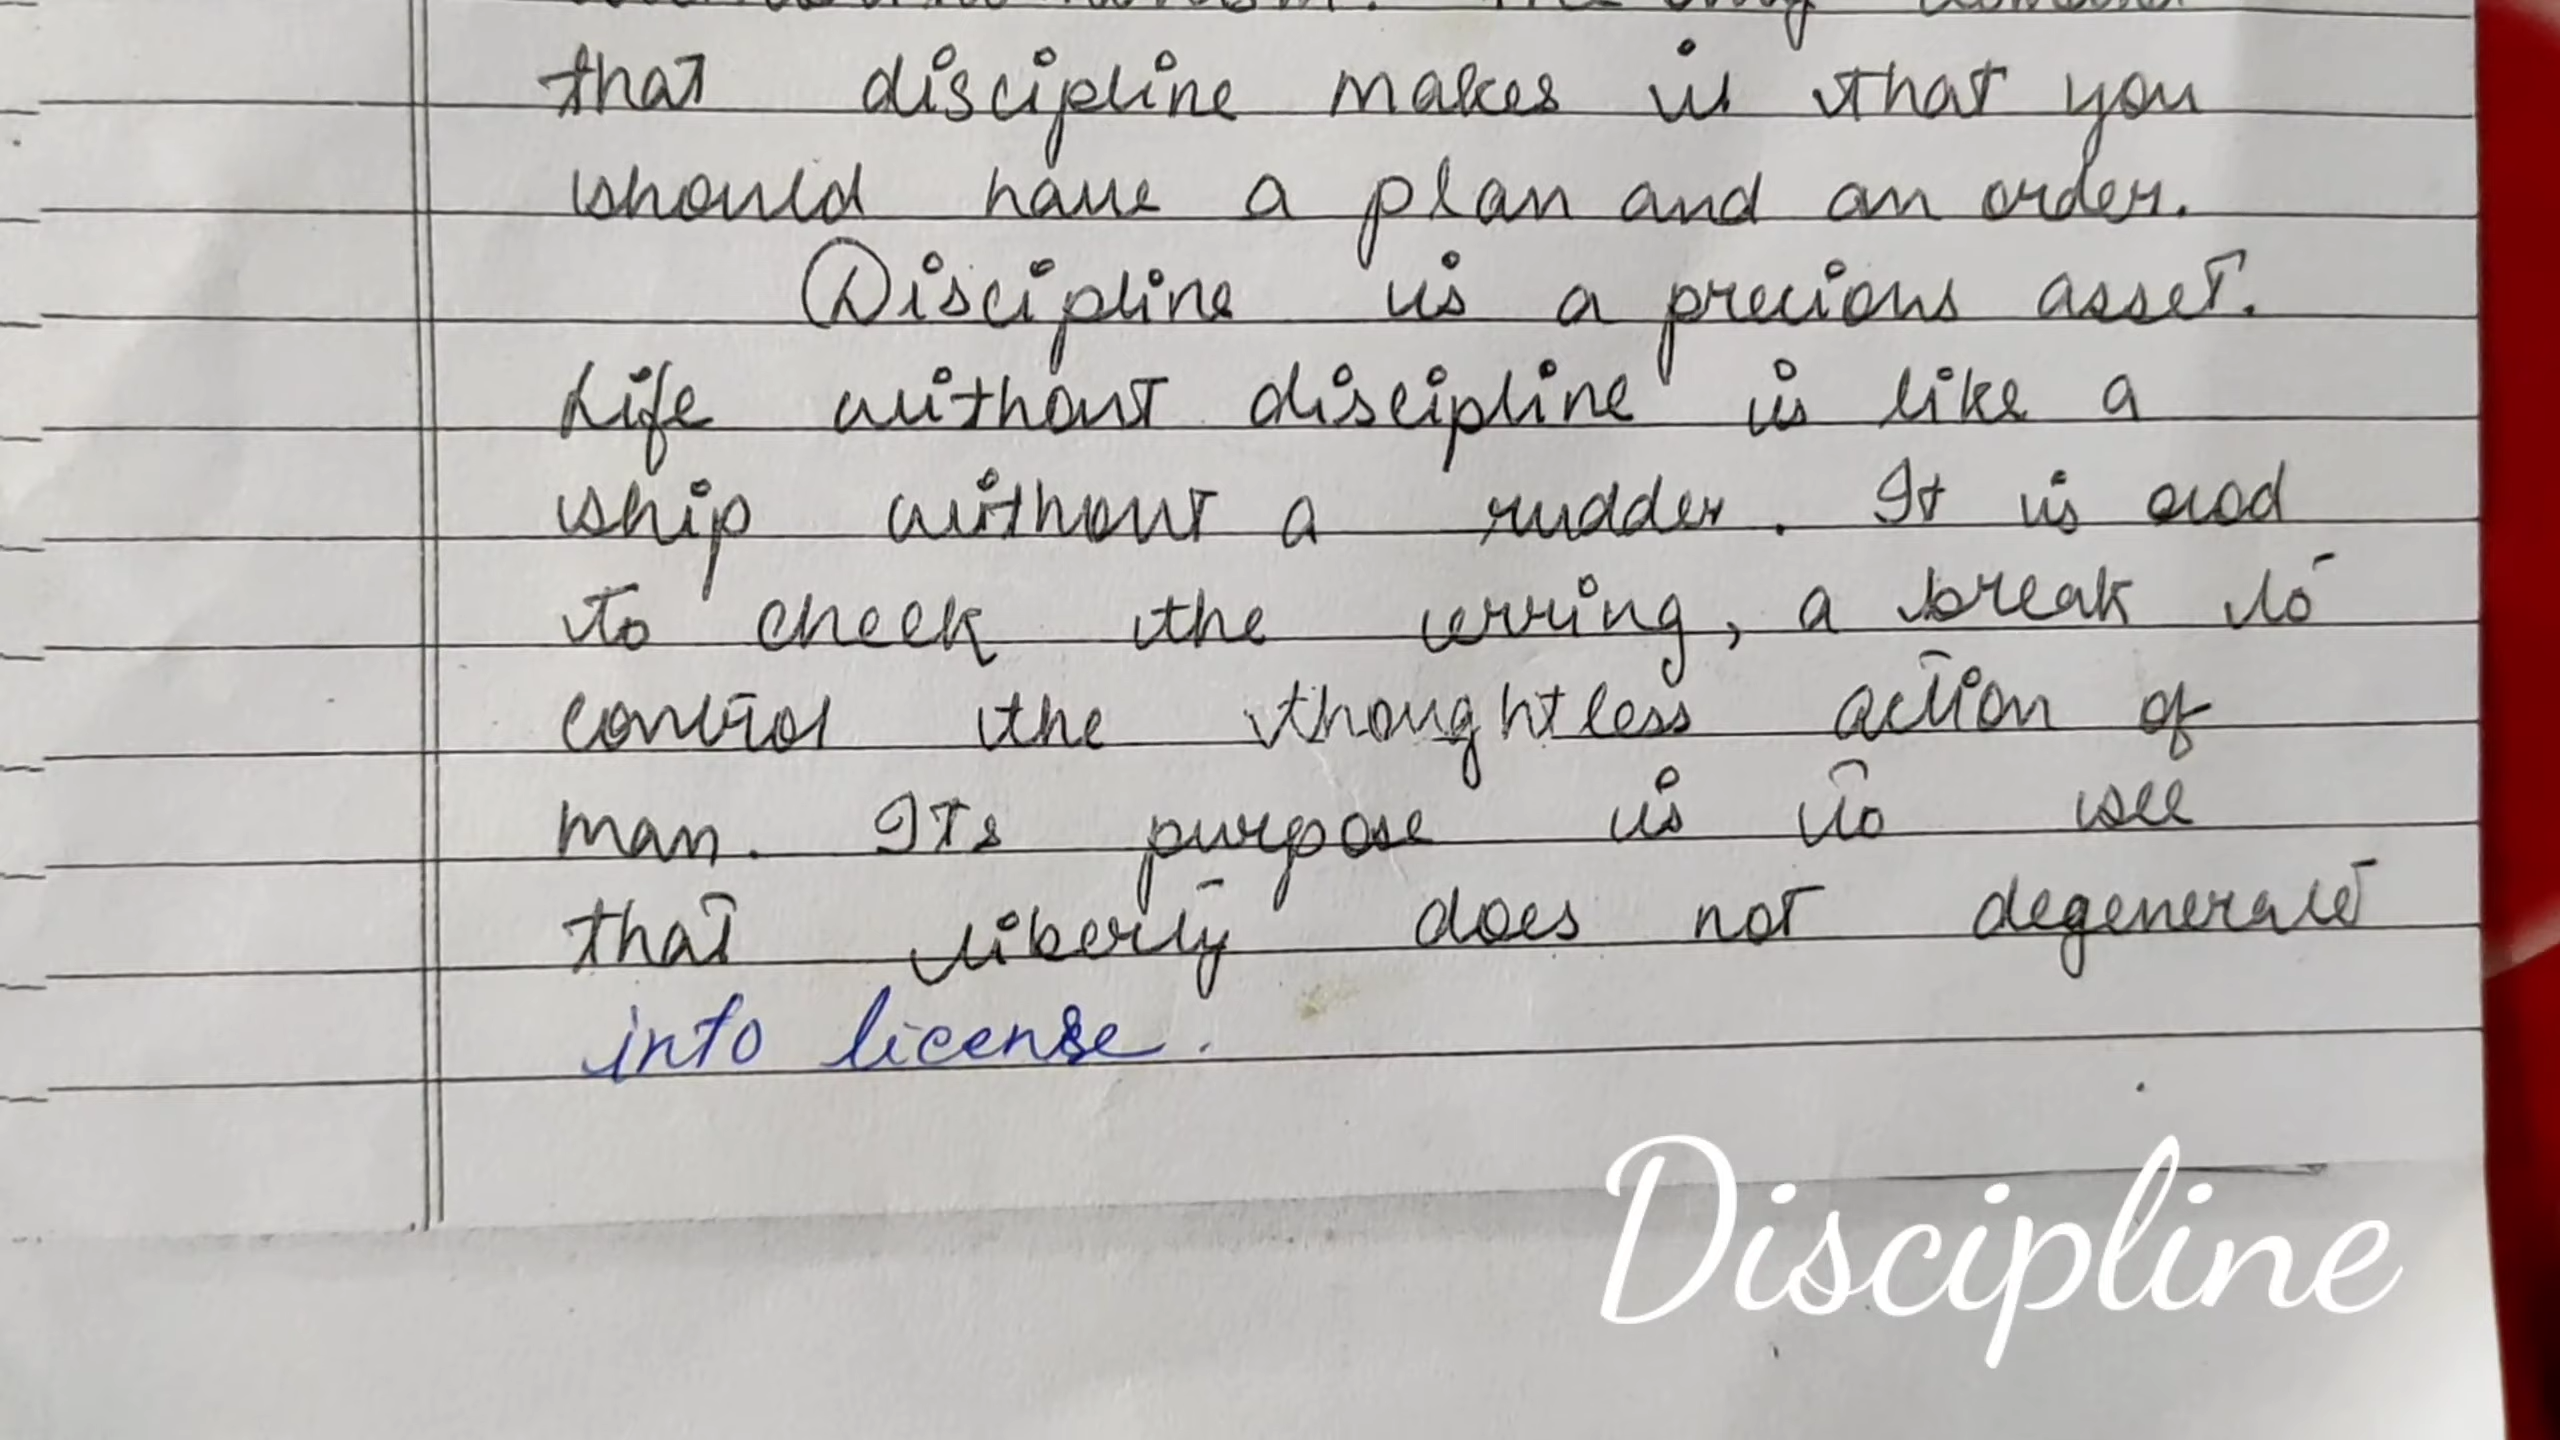 that discipline makes is that you
should have a plan and an order.
Discipline is a precious asset.
Life without discipline is like a
ship without a rudder. It is
to check the erring, a break to
control the thoughtless action of
man. Its purpose is to see
that liberty does not degenerate
into license.
Discipline